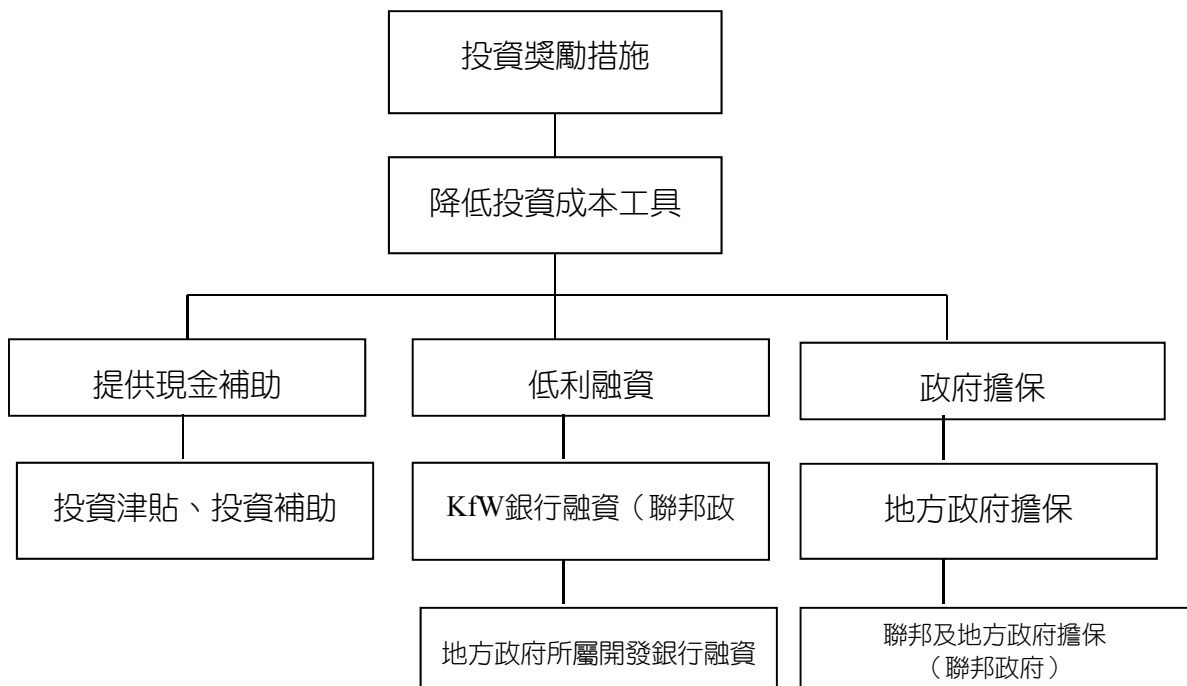 投資獎勵措施
降低投資成本工具
提供現金補助
低利融資
政府擔保
投資津貼、投資補助
KfW銀行融資（聯邦政
地方政府擔保
地方政府所屬開發銀行融資
聯邦及地方政府擔保
（聯邦政府）